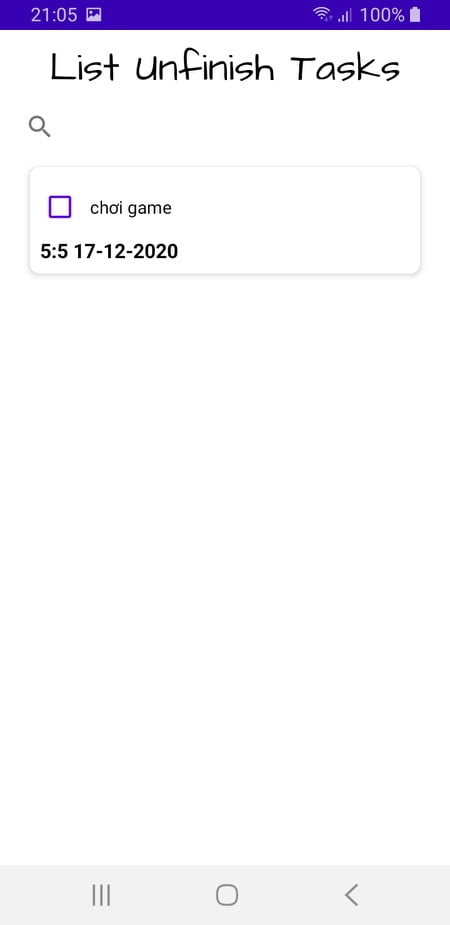 21:05 100%
List Unfinish Tasks
chơi game
5:5 17-12-2020